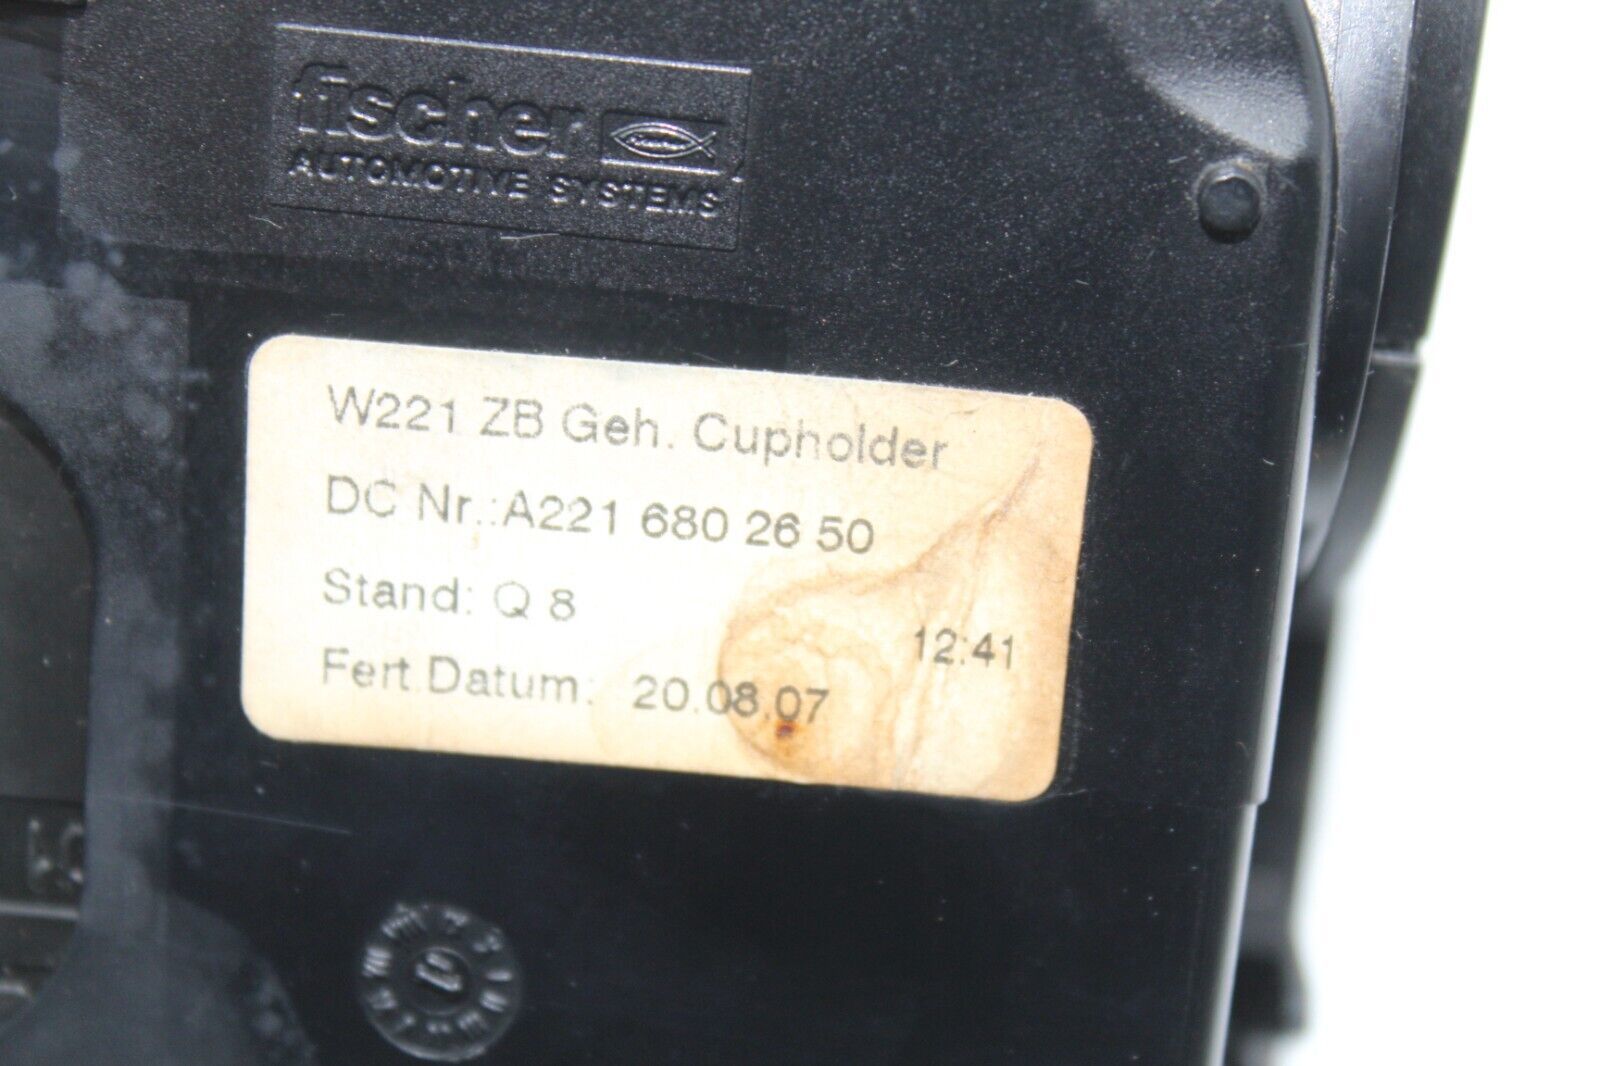 fischer
AUTOMOTIVE SYSTEMS
W221 ZB Geh. Cupholder
DC Nr.:A221 680 26 50
Stand: Q 8
12:41
Fert.Datum: 20.08.07